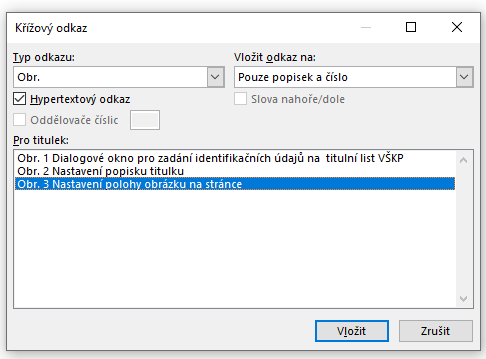 Křížový odkaz
Typ odkazu:
Vložit odkaz na:
Obr.
Pouze popisek a číslo
Hypertextový odkaz
Slova nahoře/dole
Oddělovače číslic
Pro titulek:
Obr. 1 Dialogové okno pro zadání identifikačních údajů na  titulní list VŠKP
Obr. 2 Nastavení popisku titulku
Obr. 3 Nastavení polohy obrázku na stránce
Vložit
Zrušit